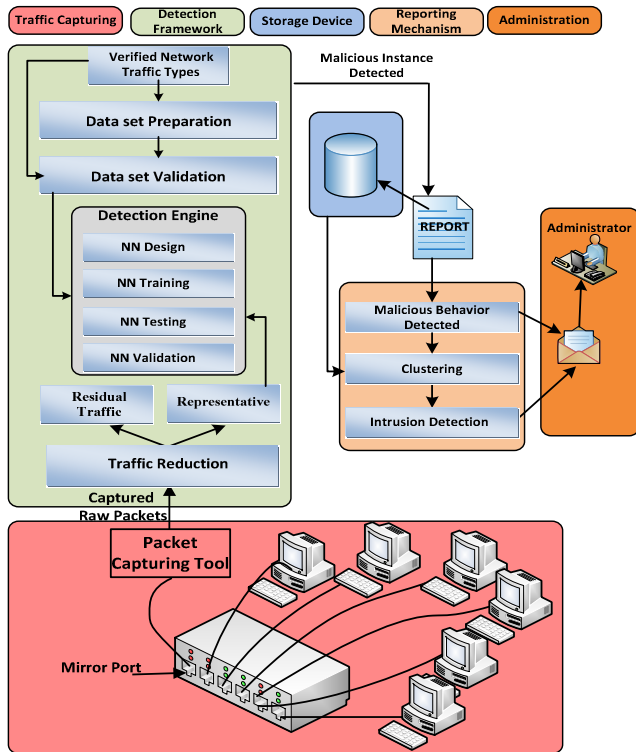 Traffic Capturing
Detection
Framework
Storage Device
Reporting
Mechanism
Administration
Verified Network
Traffic Types
Data set Preparation
Data set Validation
Detection Engine
NN Design
NN Training
NN Testing
NN Validation
Residual
Traffic
Representative
Traffic Reduction
Captured
Raw Packets
Malicious Instance
Detected
REPORT
Malicious Behavior
Detected
Clustering
Intrusion Detection
Administrator
Packet
Capturing Tool
Mirror Port